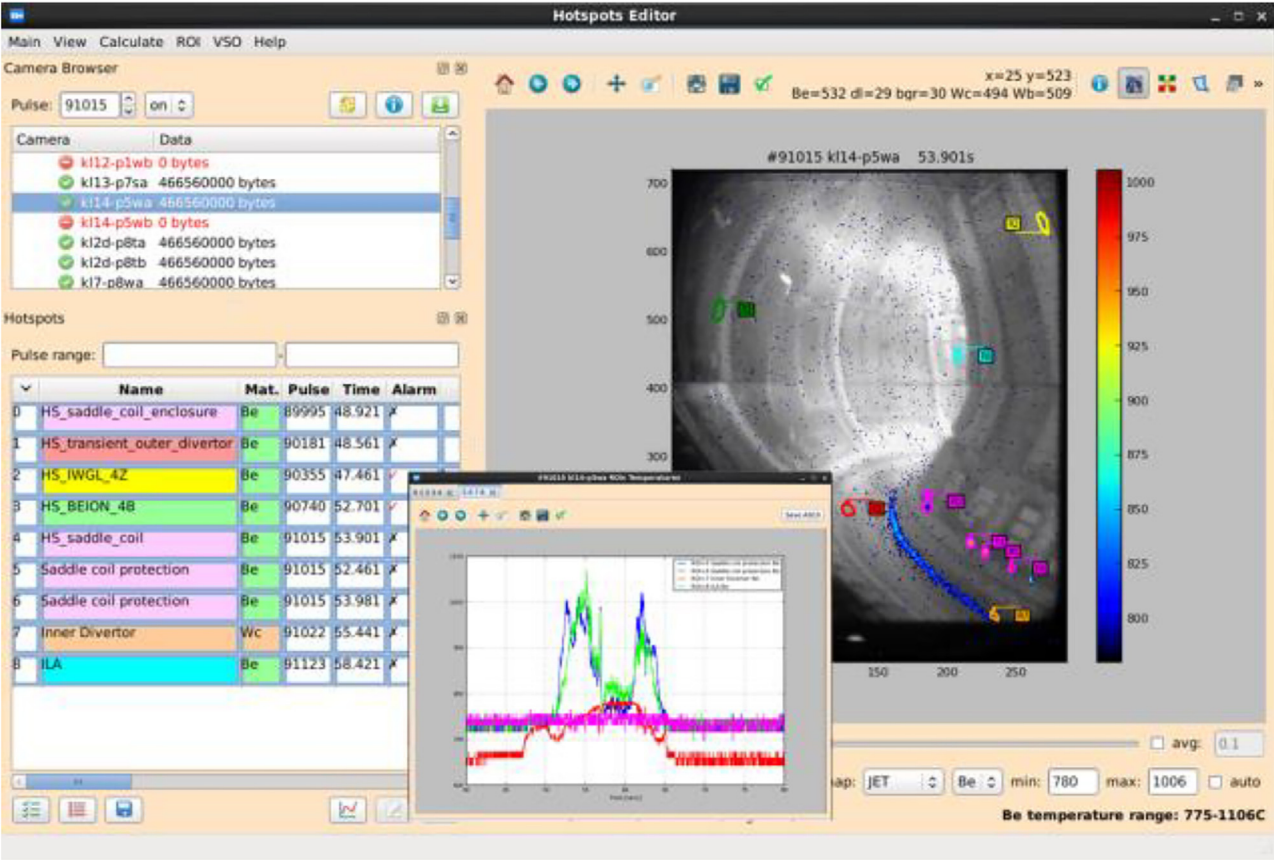 Hotspots Editor
Main View Calculate ROI VSO Help
Camera Browser
Pulse: 91015 on
Camera Data
kl12-p1wb 0 bytes
kl13-p7sa 466560000 bytes
kl14-p5wa 466560000 bytes
kl14-p5wb 0 bytes
kl2d-p8ta 466560000 bytes
kl2d-p8tb 466560000 bytes
kl7-p8wa 466560000 bytes
Hotspots
Pulse range: -
Name Mat. Pulse Time Alarm
0 HS_saddle_coil_enclosure Be 89995 48.921 ✗
1 HS_transient_outer_divertor Be 90181 48.561 ✗
2 HS_IWGL_4Z Be 90355 47.461
3 HS_BEION_4B Be 90740 52.701
4 HS_saddle_coil Be 91015 53.901 ✗
5 Saddle coil protection Be 91015 52.461 ✗
6 Saddle coil protection Be 91015 53.981 ✗
7 Inner Divertor Wc 91022 55.441 ✗
8 ILA Be 91123 58.421 ✗
x=25 y=523
Be=532 dl=29 bgr=30 Wc=494 Wb=509
»
#91015 kl14-p5wa 53.901s
700
600
500
400
300
150 200 250
1000
975
950
925
900
875
850
825
800
#91015 kl14-p5wa ROIs Temperatures
Save ASCII
avg: 0.1
ap: JET Be min: 780 max: 1006 auto
Be temperature range: 775-1106C